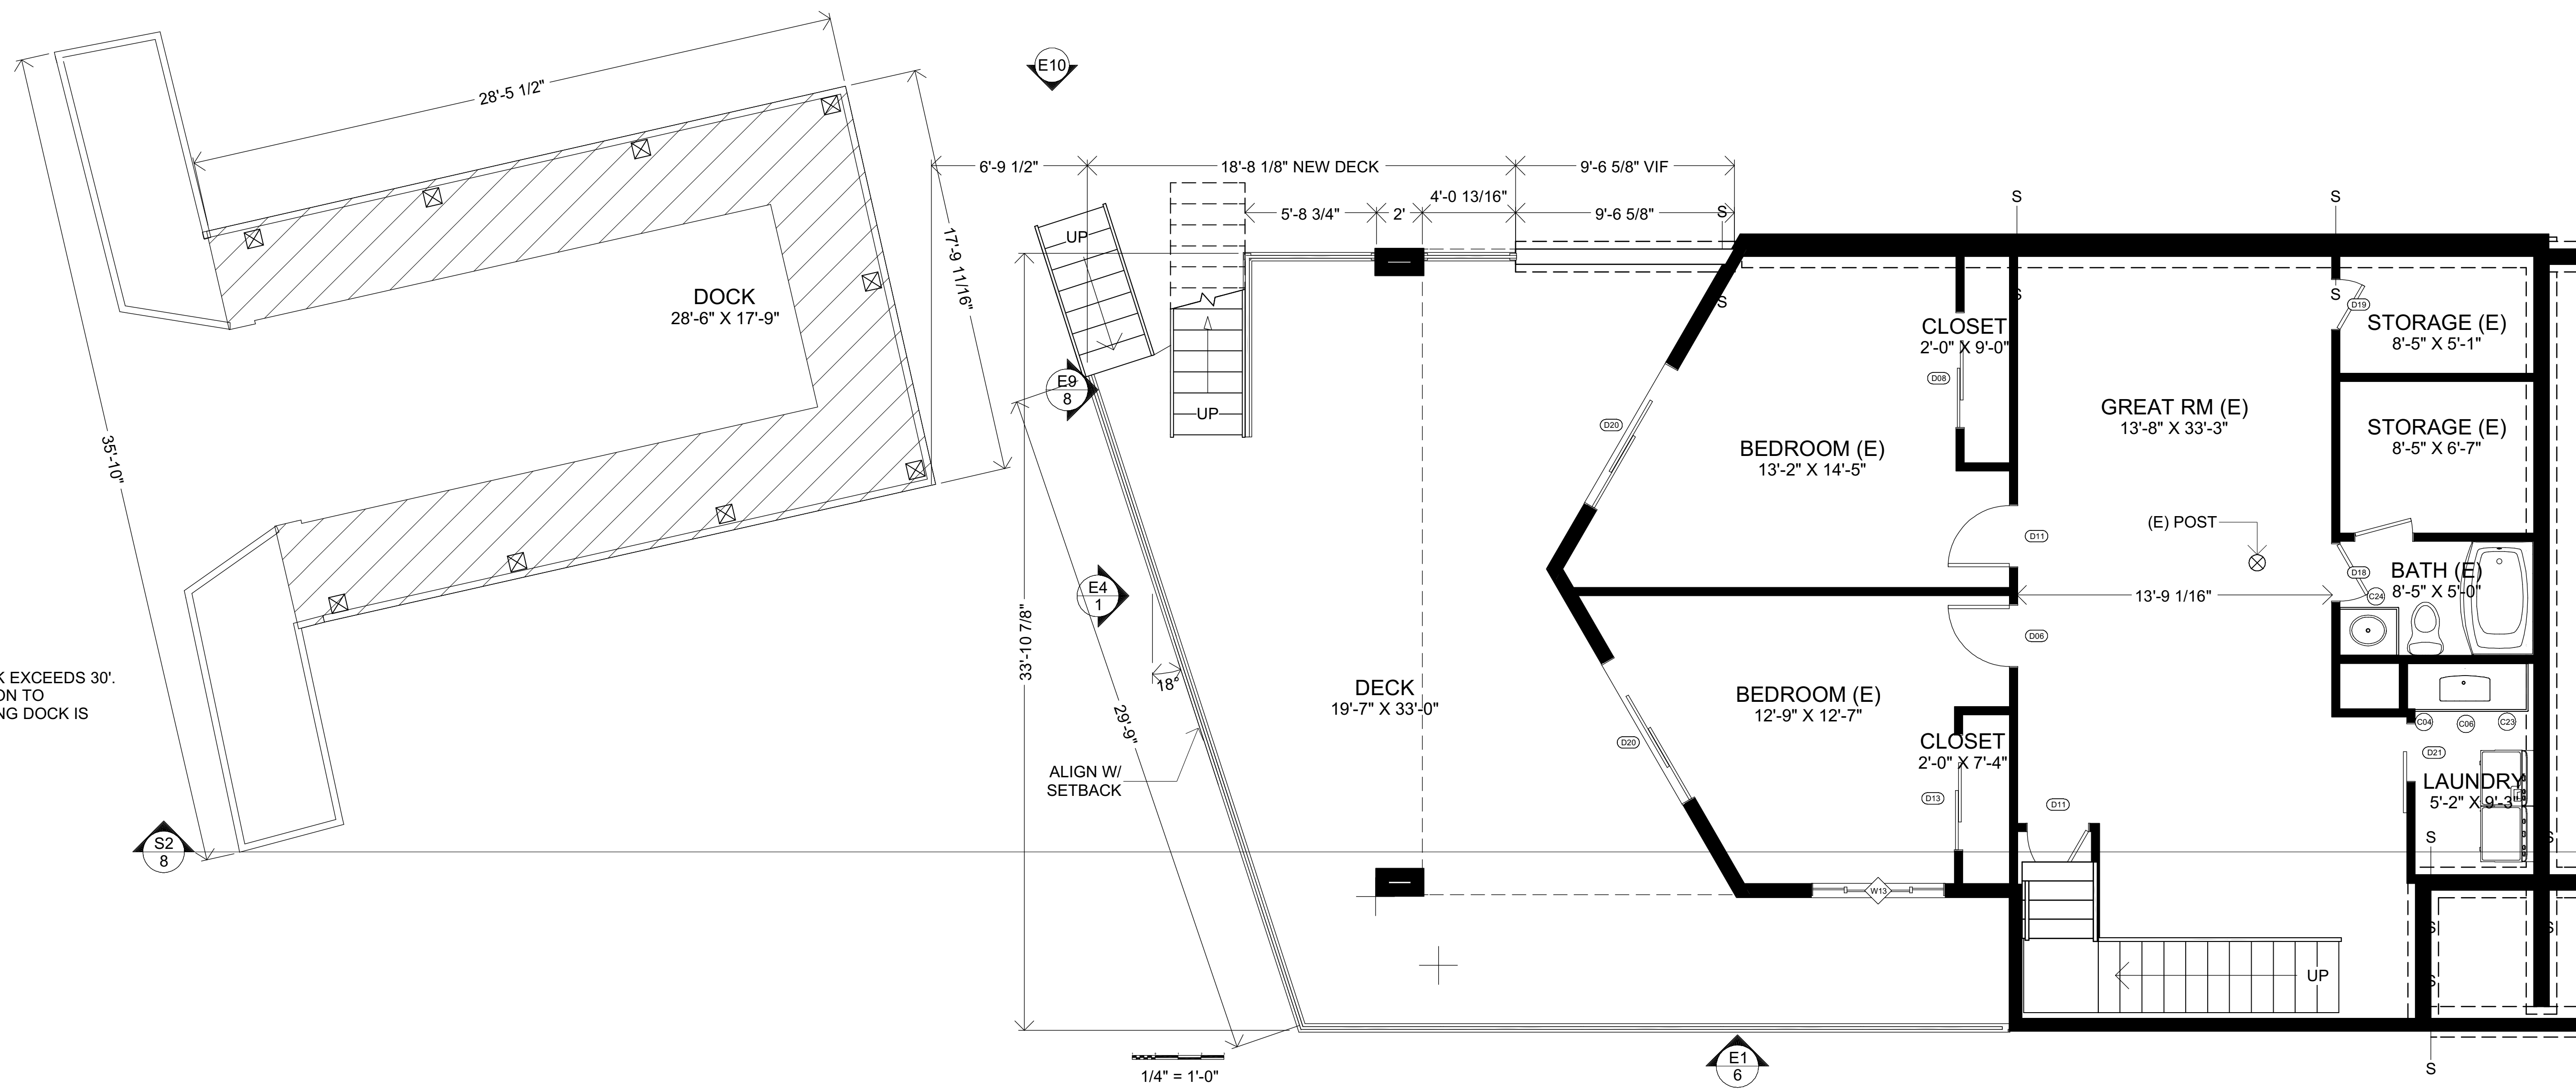 E10
28'-5 1/2"
6'-9 1/2"
18'-8 1/8" NEW DECK
9'-6 5/8" VIF
4'-0 13/16"
5'-8 3/4"
2'
9'-6 5/8"
S
S
S
UP
17'-9 11/16"
DOCK
28'-6" X 17'-9"
S
S
S
D19
STORAGE (E)
8'-5" X 5'-1"
CLOSET
2'-0" X 9'-0"
D08
E9
8
UP
GREAT RM (E)
13'-8" X 33'-3"
STORAGE (E)
8'-5" X 6'-7"
D20
BEDROOM (E)
13'-2" X 14'-5"
35'-10"
(E) POST
D11
D18
BATH (E)
8'-5" X 5'-0"
C24
E4
1
13'-9 1/16"
33'-10 7/8"
D06
K EXCEEDS 30'.
ON TO
NG DOCK IS
18°
DECK
19'-7" X 33'-0"
BEDROOM (E)
12'-9" X 12'-7"
29'-9"
D20
C04
C06
C23
CLOSET
2'-0" X 7'-4"
D21
ALIGN W/
SETBACK
LAUNDRY
5'-2" X 9'-3"
D13
D11
S2
8
S
S
W13
S
S
UP
S
E1
6
1/4" = 1'-0"
S